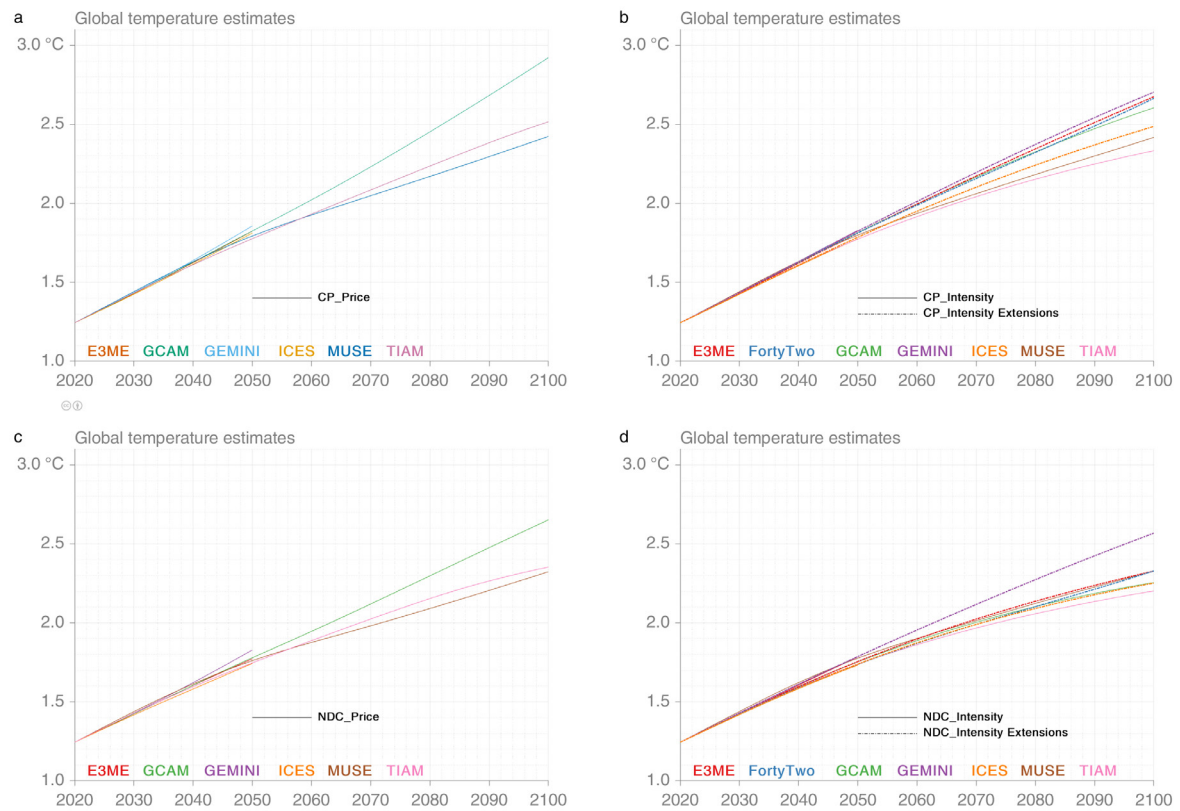 a
Global temperature estimates
3.0 °C
2.5
2.0
1.5
1.0
CP_Price
E3ME GCAM GEMINI ICES MUSE TIAM
2020 2030 2040 2050 2060 2070 2080 2090 2100
b
Global temperature estimates
3.0 °C
2.5
2.0
1.5
1.0
CP_Intensity
CP_Intensity Extensions
E3ME FortyTwo GCAM GEMINI ICES MUSE TIAM
2020 2030 2040 2050 2060 2070 2080 2090 2100
c
Global temperature estimates
3.0 °C
2.5
2.0
1.5
1.0
NDC_Price
E3ME GCAM GEMINI ICES MUSE TIAM
2020 2030 2040 2050 2060 2070 2080 2090 2100
d
Global temperature estimates
3.0 °C
2.5
2.0
1.5
1.0
NDC_Intensity
NDC_Intensity Extensions
E3ME FortyTwo GCAM GEMINI ICES MUSE TIAM
2020 2030 2040 2050 2060 2070 2080 2090 2100